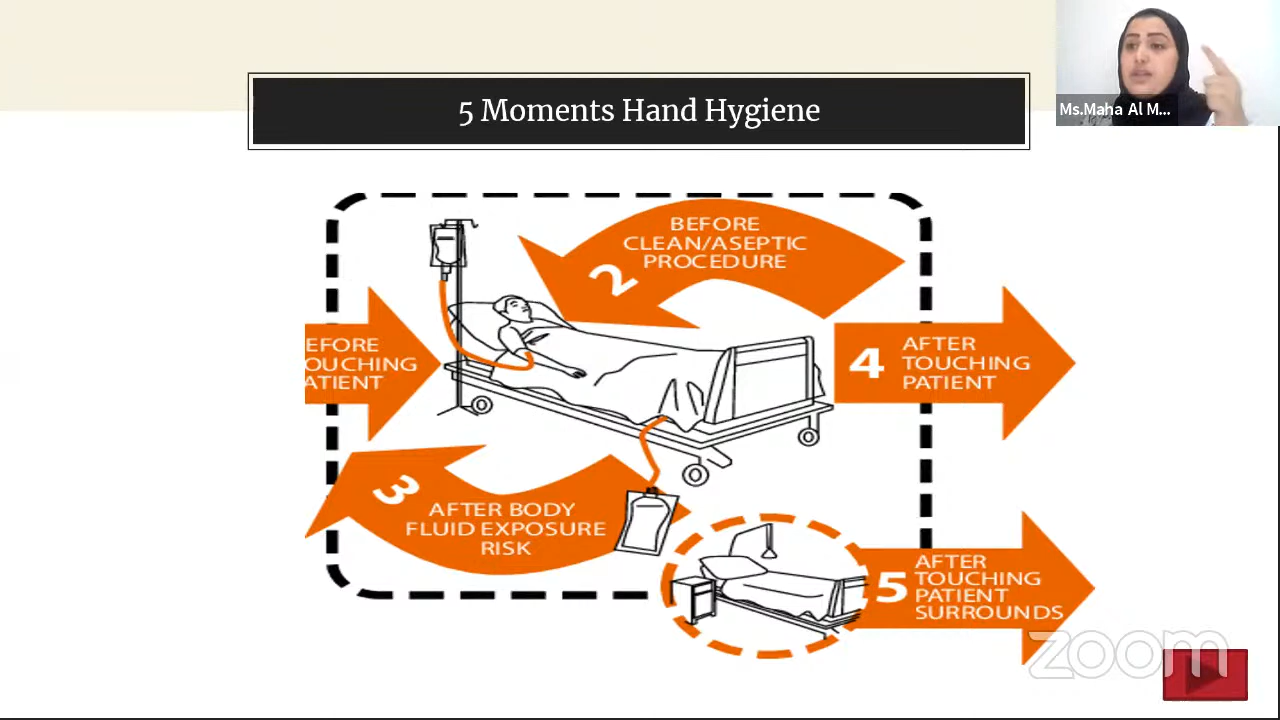 5 Moments Hand Hygiene
Ms.Maha Al M...
BEFORE
CLEAN/ASEPTIC
PROCEDURE
2
EFORE
OUCHING
ATIENT
4
AFTER
TOUCHING
PATIENT
3
AFTER BODY
FLUID EXPOSURE
RISK
5
AFTER
TOUCHING
PATIENT
SURROUNDS
zoom